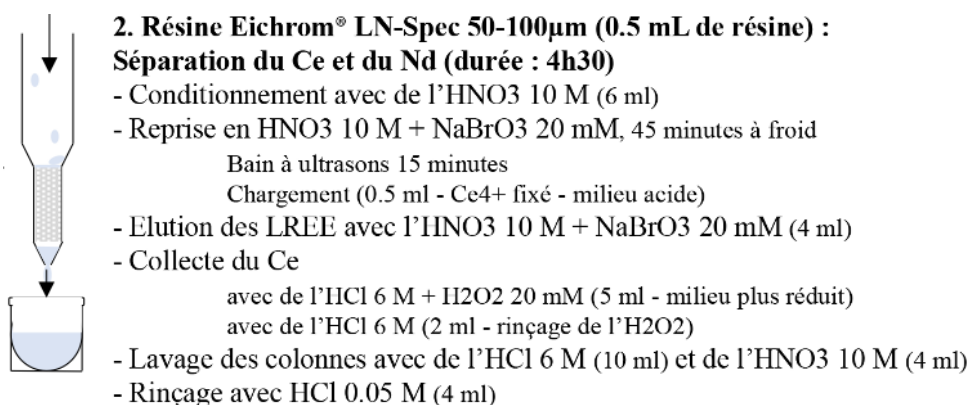 2. Résine Eichrom® LN-Spec 50-100µm (0.5 mL de résine) :
Séparation du Ce et du Nd (durée : 4h30)
- Conditionnement avec de l'HNO3 10 M (6 ml)
- Reprise en HNO3 10 M + NaBrO3 20 mM, 45 minutes à froid
Bain à ultrasons 15 minutes
Chargement (0.5 ml - Ce4+ fixé - milieu acide)
- Elution des LREE avec l'HNO3 10 M + NaBrO3 20 mM (4 ml)
- Collecte du Ce
avec de l'HCl 6 M + H2O2 20 mM (5 ml - milieu plus réduit)
avec de l'HCl 6 M (2 ml - rinçage de l'H2O2)
- Lavage des colonnes avec de l'HCl 6 M (10 ml) et de l'HNO3 10 M (4 ml)
- Rinçage avec HCl 0.05 M (4 ml)